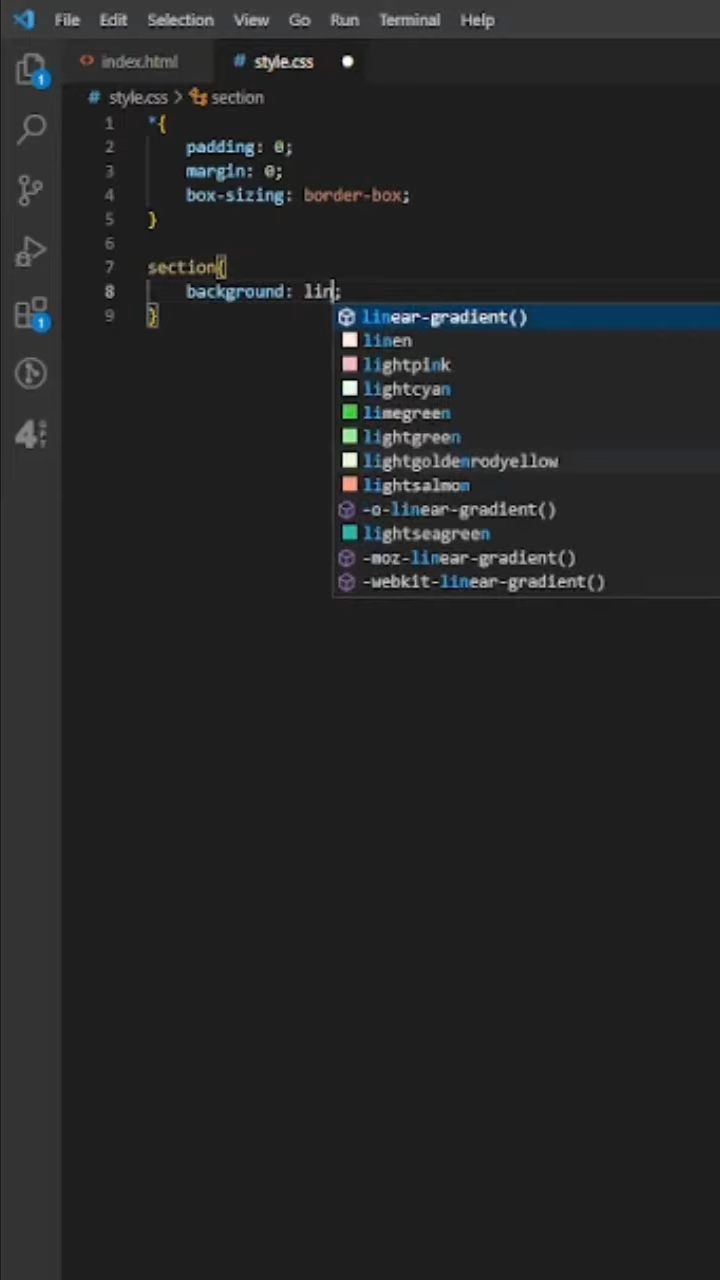 File Edit Selection View Go Run Terminal Help
index.html # style.css
# style.css > section
1 *{
2 padding: 0;
3 margin: 0;
4 box-sizing: border-box;
5 }
6
7 section{
8 background: lin;
9 }
linear-gradient()
linen
lightpink
lightcyan
limegreen
lightgreen
lightgoldenrodyellow
lightsalmon
-o-linear-gradient()
lightseagreen
-moz-linear-gradient()
-webkit-linear-gradient()
1
1